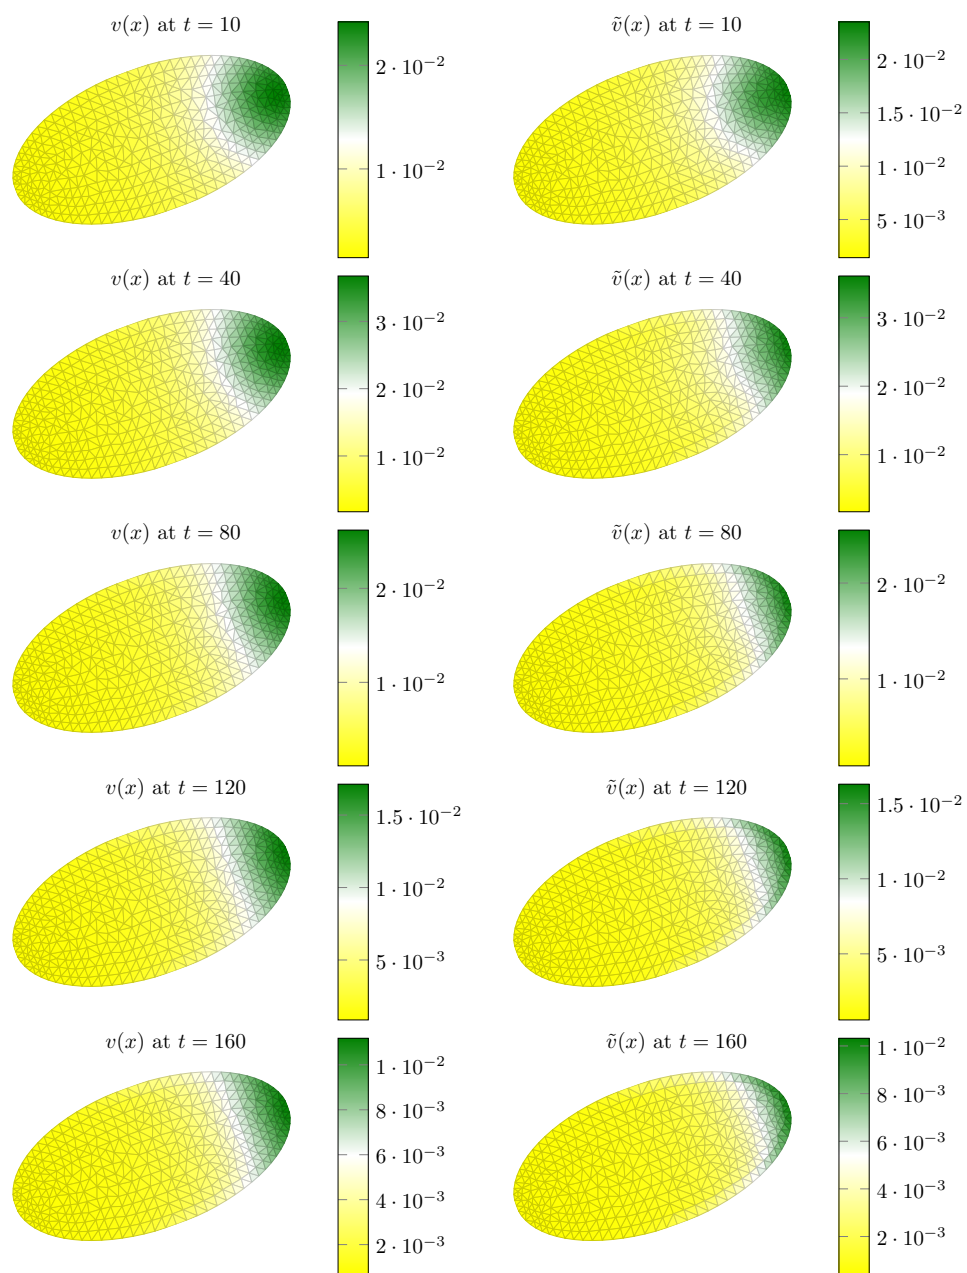 v(x) at t = 10
2 · 10⁻²
1 · 10⁻²
ṽ(x) at t = 10
2 · 10⁻²
1.5 · 10⁻²
1 · 10⁻²
5 · 10⁻³
v(x) at t = 40
3 · 10⁻²
2 · 10⁻²
1 · 10⁻²
ṽ(x) at t = 40
3 · 10⁻²
2 · 10⁻²
1 · 10⁻²
v(x) at t = 80
2 · 10⁻²
1 · 10⁻²
ṽ(x) at t = 80
2 · 10⁻²
1 · 10⁻²
v(x) at t = 120
1.5 · 10⁻²
1 · 10⁻²
5 · 10⁻³
ṽ(x) at t = 120
1.5 · 10⁻²
1 · 10⁻²
5 · 10⁻³
v(x) at t = 160
1 · 10⁻²
8 · 10⁻³
6 · 10⁻³
4 · 10⁻³
2 · 10⁻³
ṽ(x) at t = 160
1 · 10⁻²
8 · 10⁻³
6 · 10⁻³
4 · 10⁻³
2 · 10⁻³